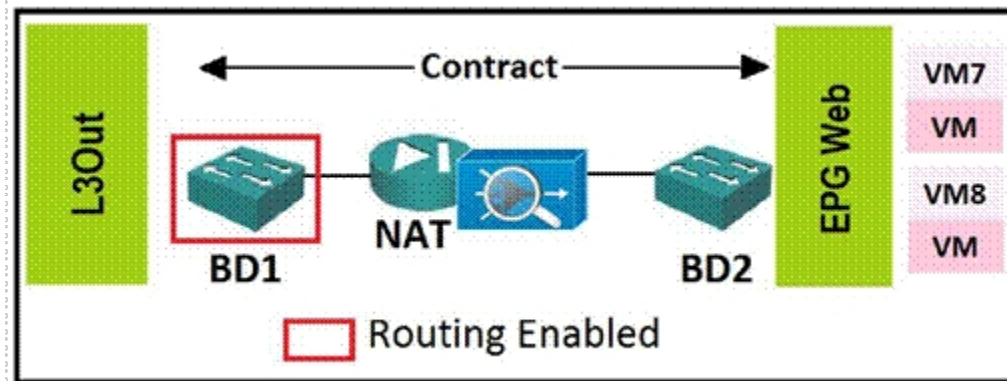 L3Out
Contract
EPG Web
VM7
VM
VM8
VM
NAT
BD1
BD2
Routing Enabled